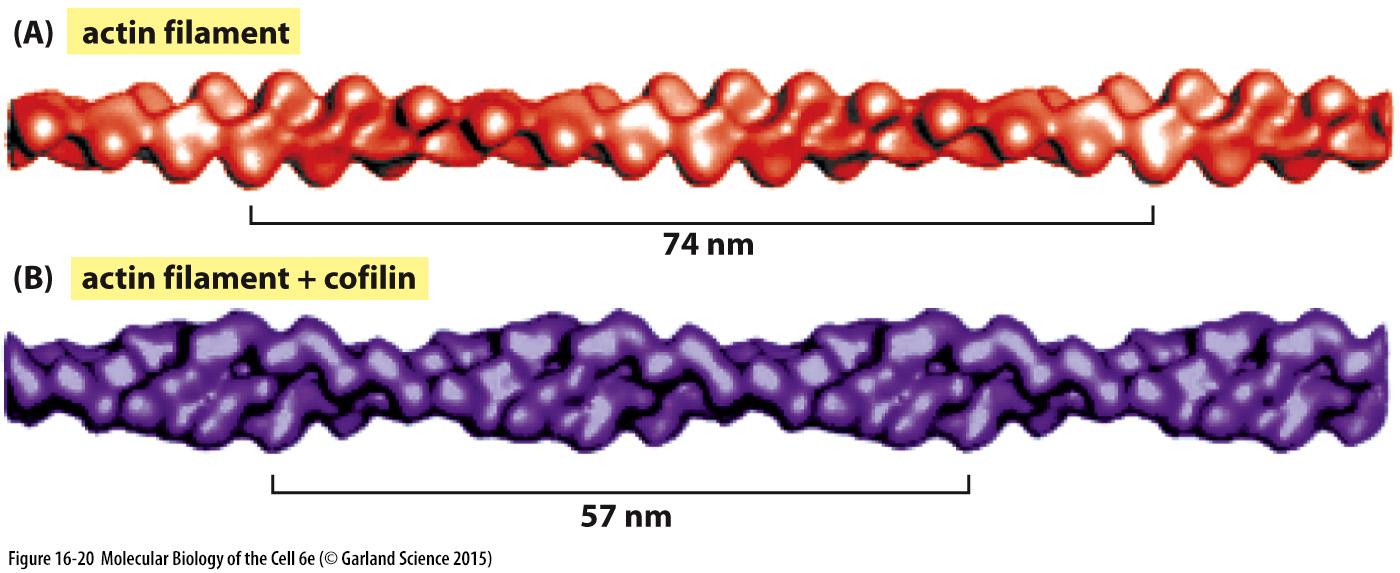 (A) actin filament
74 nm
(B) actin filament + cofilin
57 nm
Figure 16-20 Molecular Biology of the Cell 6e (© Garland Science 2015)